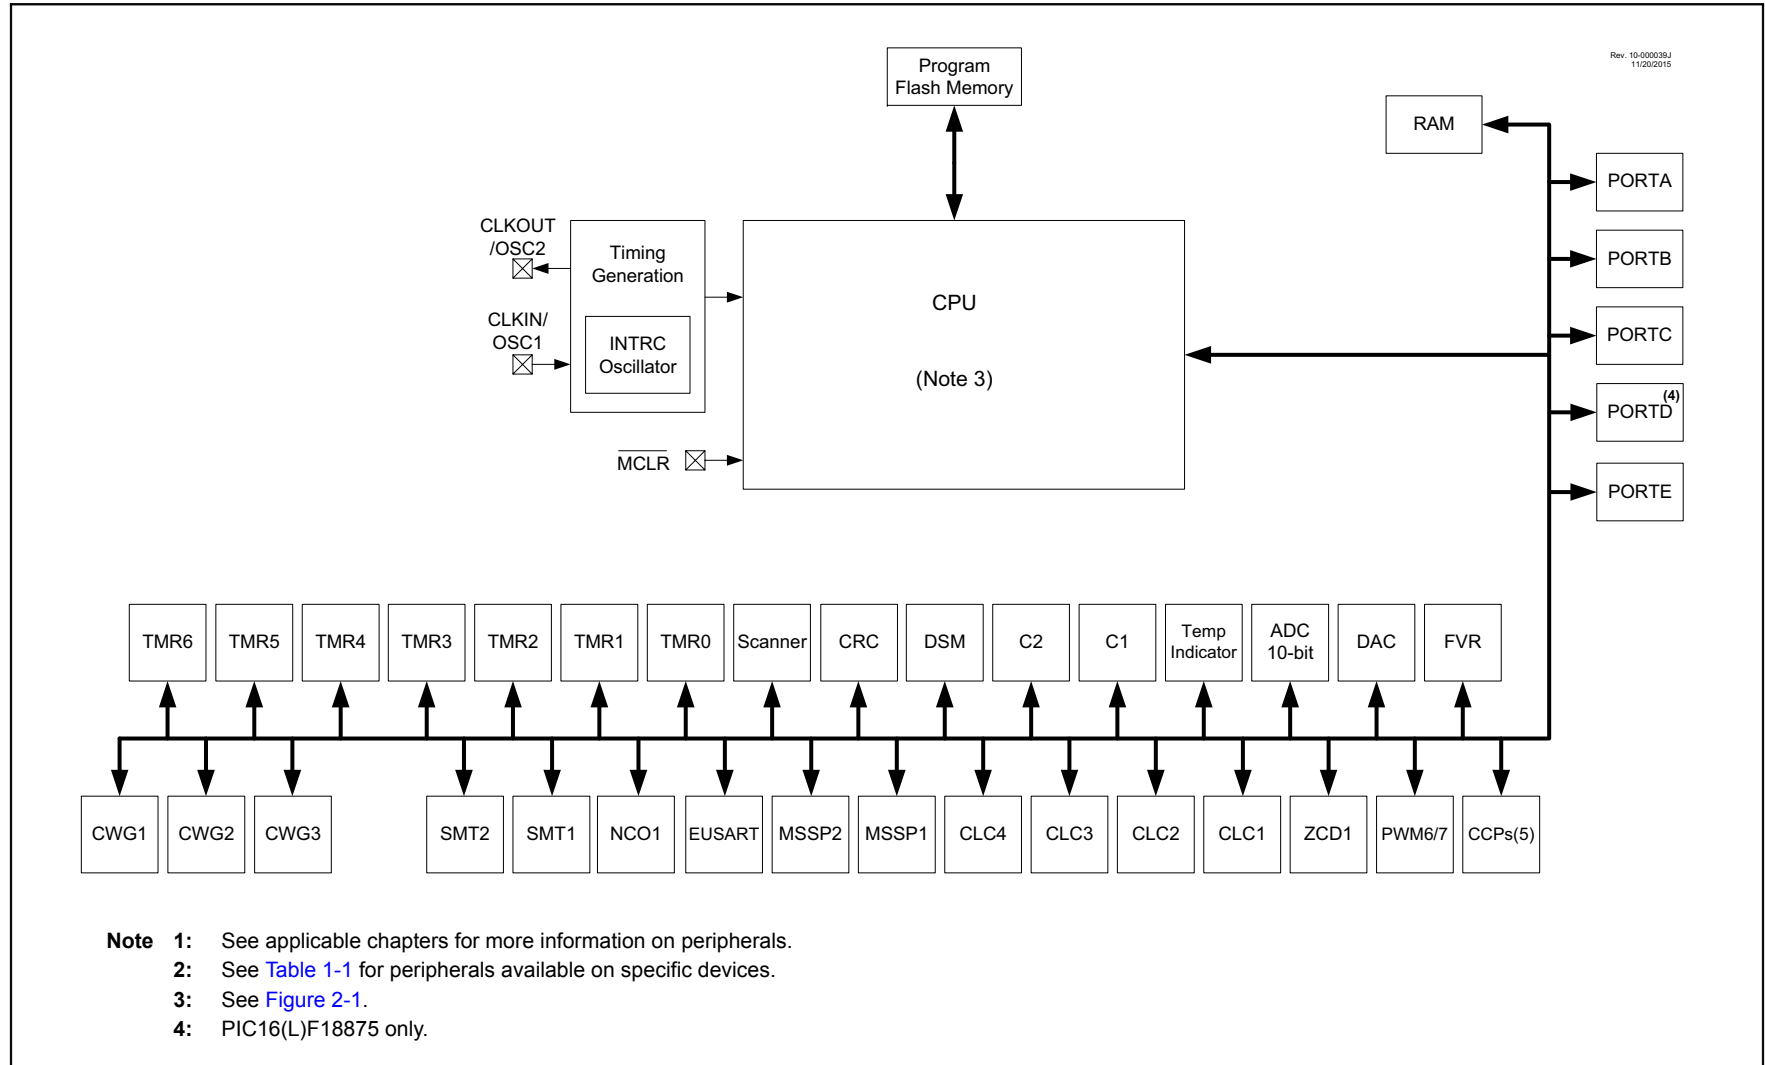 Rev. 10-000039J
11/20/2015
Program
Flash Memory
RAM
PORTA
PORTB
PORTC
PORTD(4)
PORTE
CLKOUT
/OSC2
CLKIN/
OSC1
Timing
Generation
INTRC
Oscillator
MCLR
CPU
(Note 3)
TMR6 TMR5 TMR4 TMR3 TMR2 TMR1 TMR0 Scanner CRC DSM C2 C1 Temp Indicator ADC 10-bit DAC FVR
CWG1 CWG2 CWG3 SMT2 SMT1 NCO1 EUSART MSSP2 MSSP1 CLC4 CLC3 CLC2 CLC1 ZCD1 PWM6/7 CCPs(5)
Note 1: See applicable chapters for more information on peripherals.
2: See Table 1-1 for peripherals available on specific devices.
3: See Figure 2-1.
4: PIC16(L)F18875 only.